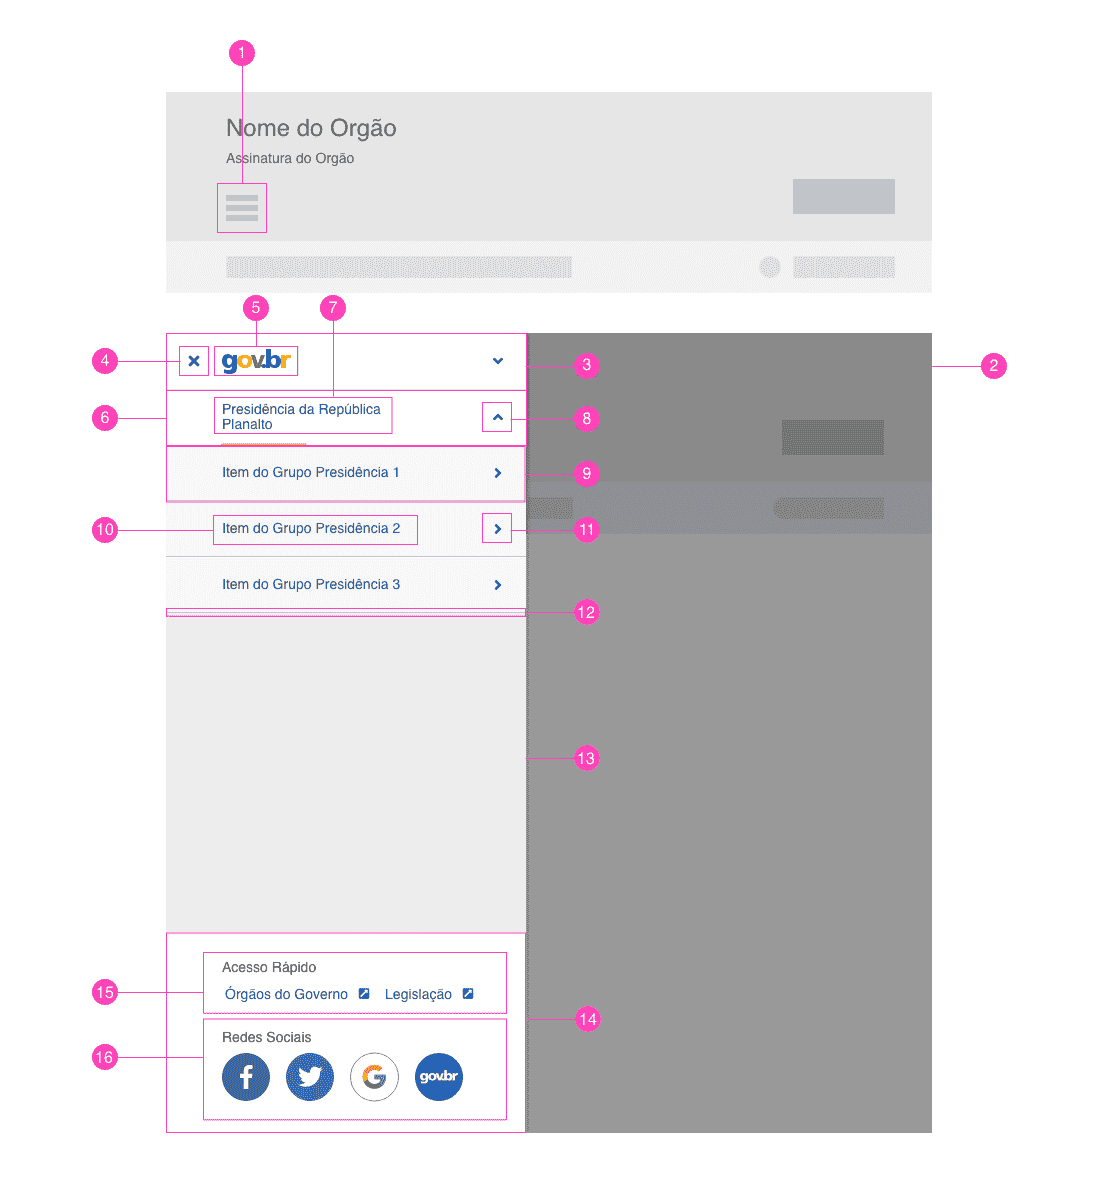 1
Nome do Orgão
Assinatura do Orgão
5
7
4
gov.br
3
2
6
Presidência da República
Planalto
8
Item do Grupo Presidência 1
9
10
Item do Grupo Presidência 2
11
Item do Grupo Presidência 3
12
13
Acesso Rápido
15
Órgãos do Governo
Legislação
14
Redes Sociais
16
f
G
gov.br